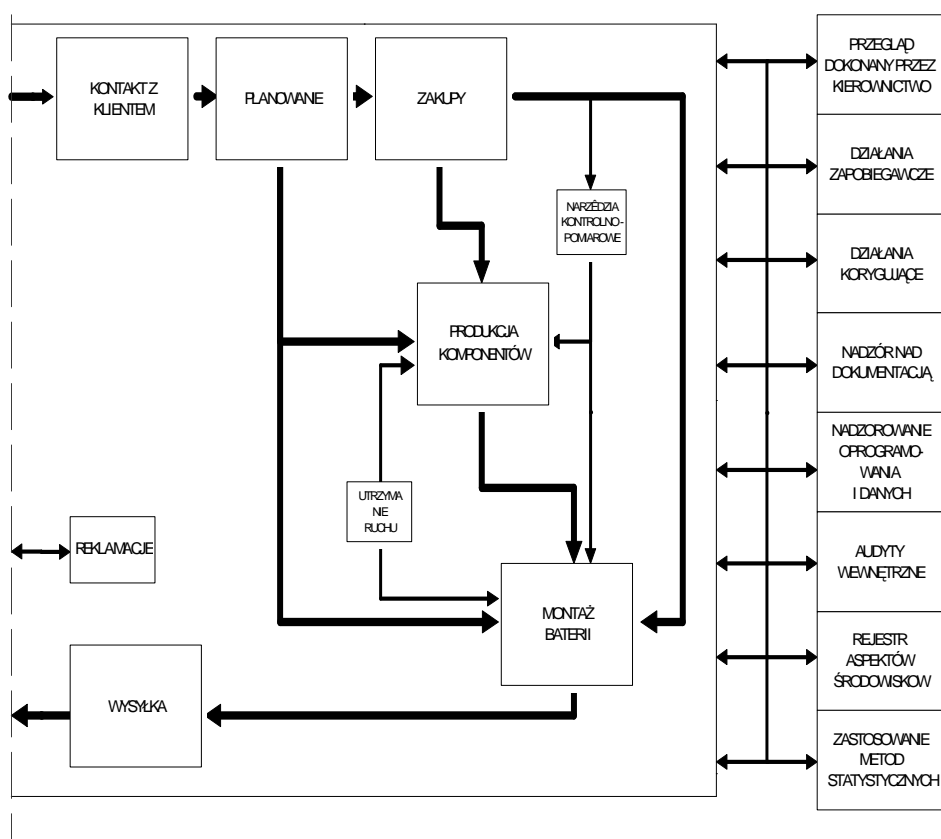 KONTAKT Z
KLIENTEM
PLANOWANIE
ZAKUPY
NARZÊDZIA
KONTROLNO-
POMIAROWE
PRODUKCJA
KOMPONENTÓW
UTRZYMA
NIE
RUCHU
REKLAMACJE
MONTAŻ
BATERII
WYSYŁKA
PRZEGLĄD
DOKONANY PRZEZ
KIEROWNICTWO
DZIAŁANIA
ZAPOBIEGAWCZE
DZIAŁANIA
KORYGUJĄCE
NADZÓR NAD
DOKUMENTACJĄ
NADZOROWANIE
OPROGRAMO-
WANIA
I DANYCH
AUDYTY
WEWNĘTRZNE
REJESTR
ASPEKTÓW
ŚRODOWISKOW
ZASTOSOWANIE
METOD
STATYSTYCZNYCH